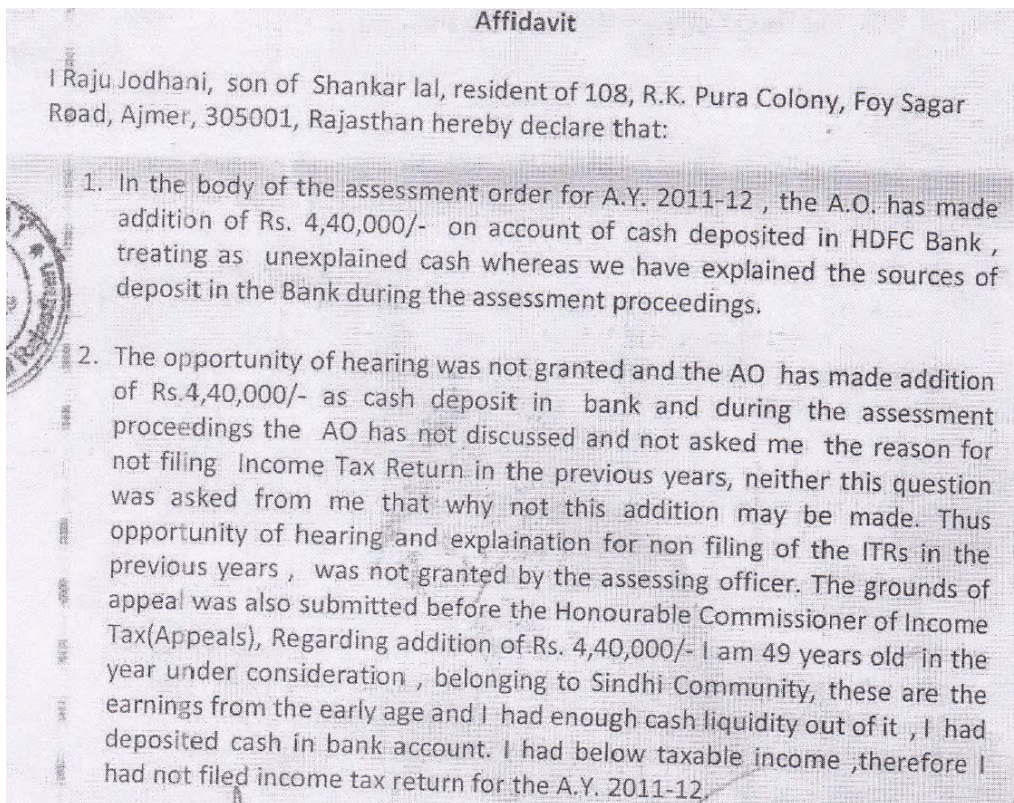 Affidavit
I Raju Jodhani, son of Shankar lal, resident of 108, R.K. Pura Colony, Foy Sagar
Road, Ajmer, 305001, Rajasthan hereby declare that:
1. In the body of the assessment order for A.Y. 2011-12 , the A.O. has made
addition of Rs. 4,40,000/- on account of cash deposited in HDFC Bank ,
treating as unexplained cash whereas we have explained the sources of
deposit in the Bank during the assessment proceedings.
2. The opportunity of hearing was not granted and the AO has made addition
of Rs.4,40,000/- as cash deposit in bank and during the assessment
proceedings the AO has not discussed and not asked me the reason for
not filing Income Tax Return in the previous years, neither this question
was asked from me that why not this addition may be made. Thus
opportunity of hearing and explaination for non filing of the ITRs in the
previous years , was not granted by the assessing officer. The grounds of
appeal was also submitted before the Honourable Commissioner of Income
Tax(Appeals), Regarding addition of Rs. 4,40,000/- I am 49 years old in the
year under consideration , belonging to Sindhi Community, these are the
earnings from the early age and I had enough cash liquidity out of it , I had
deposited cash in bank account. I had below taxable income ,therefore I
had not filed income tax return for the A.Y. 2011-12.